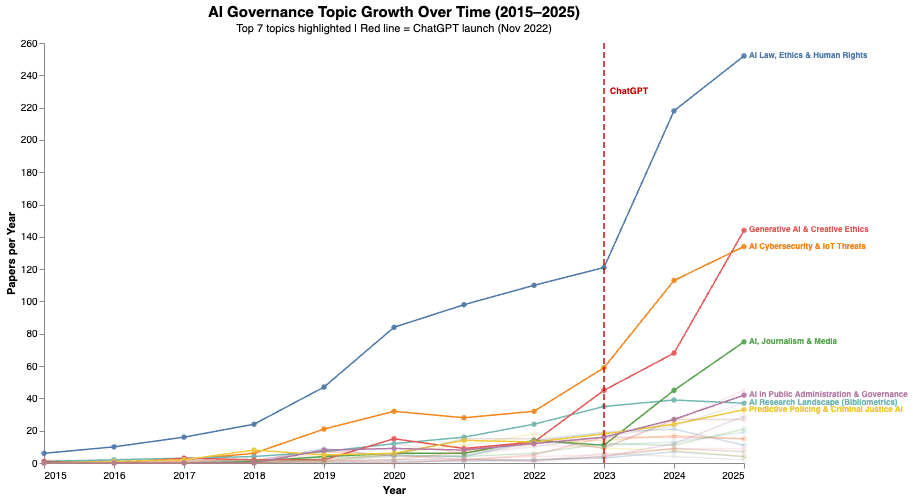 AI Governance Topic Growth Over Time (2015–2025)
Top 7 topics highlighted | Red line = ChatGPT launch (Nov 2022)
260
240
220
200
180
160
140
120
100
80
60
40
20
0
Papers per Year
ChatGPT
AI Law, Ethics & Human Rights
Generative AI & Creative Ethics
AI Cybersecurity & IoT Threats
AI, Journalism & Media
AI in Public Administration & Governance
AI Research Landscape (Bibliometrics)
Predictive Policing & Criminal Justice AI
2015 2016 2017 2018 2019 2020 2021 2022 2023 2024 2025
Year